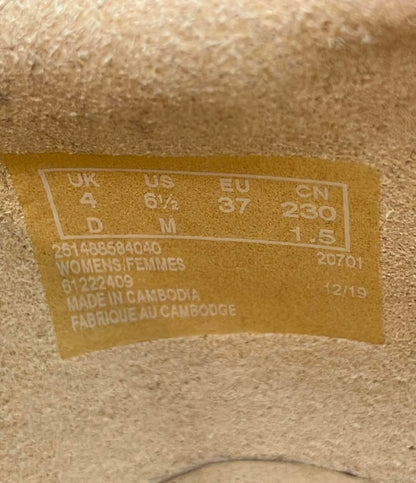 UK US EU CN
4 6½ 37 230
D M 1.5
261488584040 20701
WOMENS/FEMMES
61222409 12/19
MADE IN CAMBODIA
FABRIQUE AU CAMBODGE